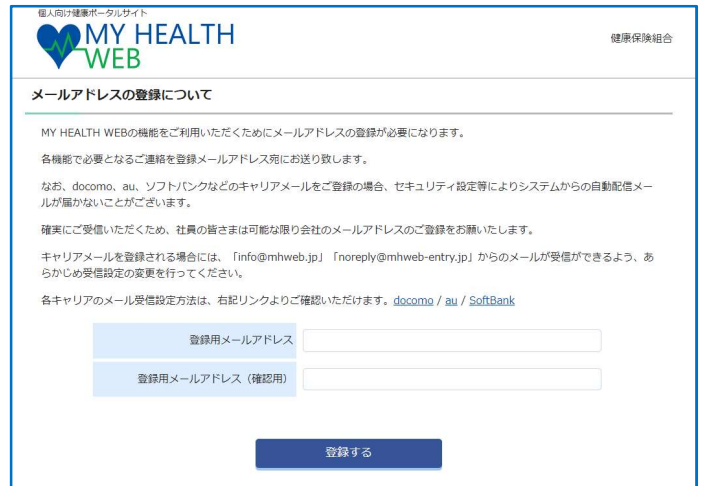 個人向け健康ポータルサイト
MY HEALTH
WEB
健康保険組合
メールアドレスの登録について
MY HEALTH WEBの機能をご利用いただくためにメールアドレスの登録が必要になります。
各機能で必要となるご連絡を登録メールアドレス宛にお送り致します。
なお、docomo、au、ソフトバンクなどのキャリアメールをご登録の場合、セキュリティ設定等によりシステムからの自動配信メー
ルが届かないことがございます。
確実にご受信いただくため、社員の皆さまは可能な限り会社のメールアドレスのご登録をお願いたします。
キャリアメールを登録される場合には、「info@mhweb.jp」「noreply@mhweb-entry.jp」からのメールが受信ができるよう、あ
らかじめ受信設定の変更を行ってください。
各キャリアのメール受信設定方法は、右記リンクよりご確認いただけます。docomo / au / SoftBank
登録用メールアドレス
登録用メールアドレス（確認用）
登録する